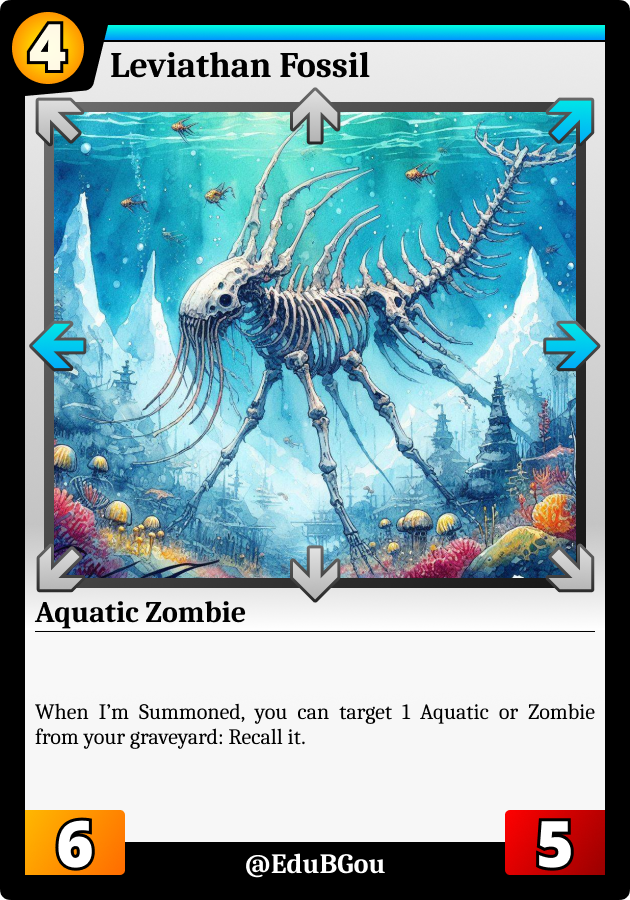 4
Leviathan Fossil
Aquatic Zombie
When I'm Summoned, you can target 1 Aquatic or Zombie
from your graveyard: Recall it.
6
@EduBGou
5